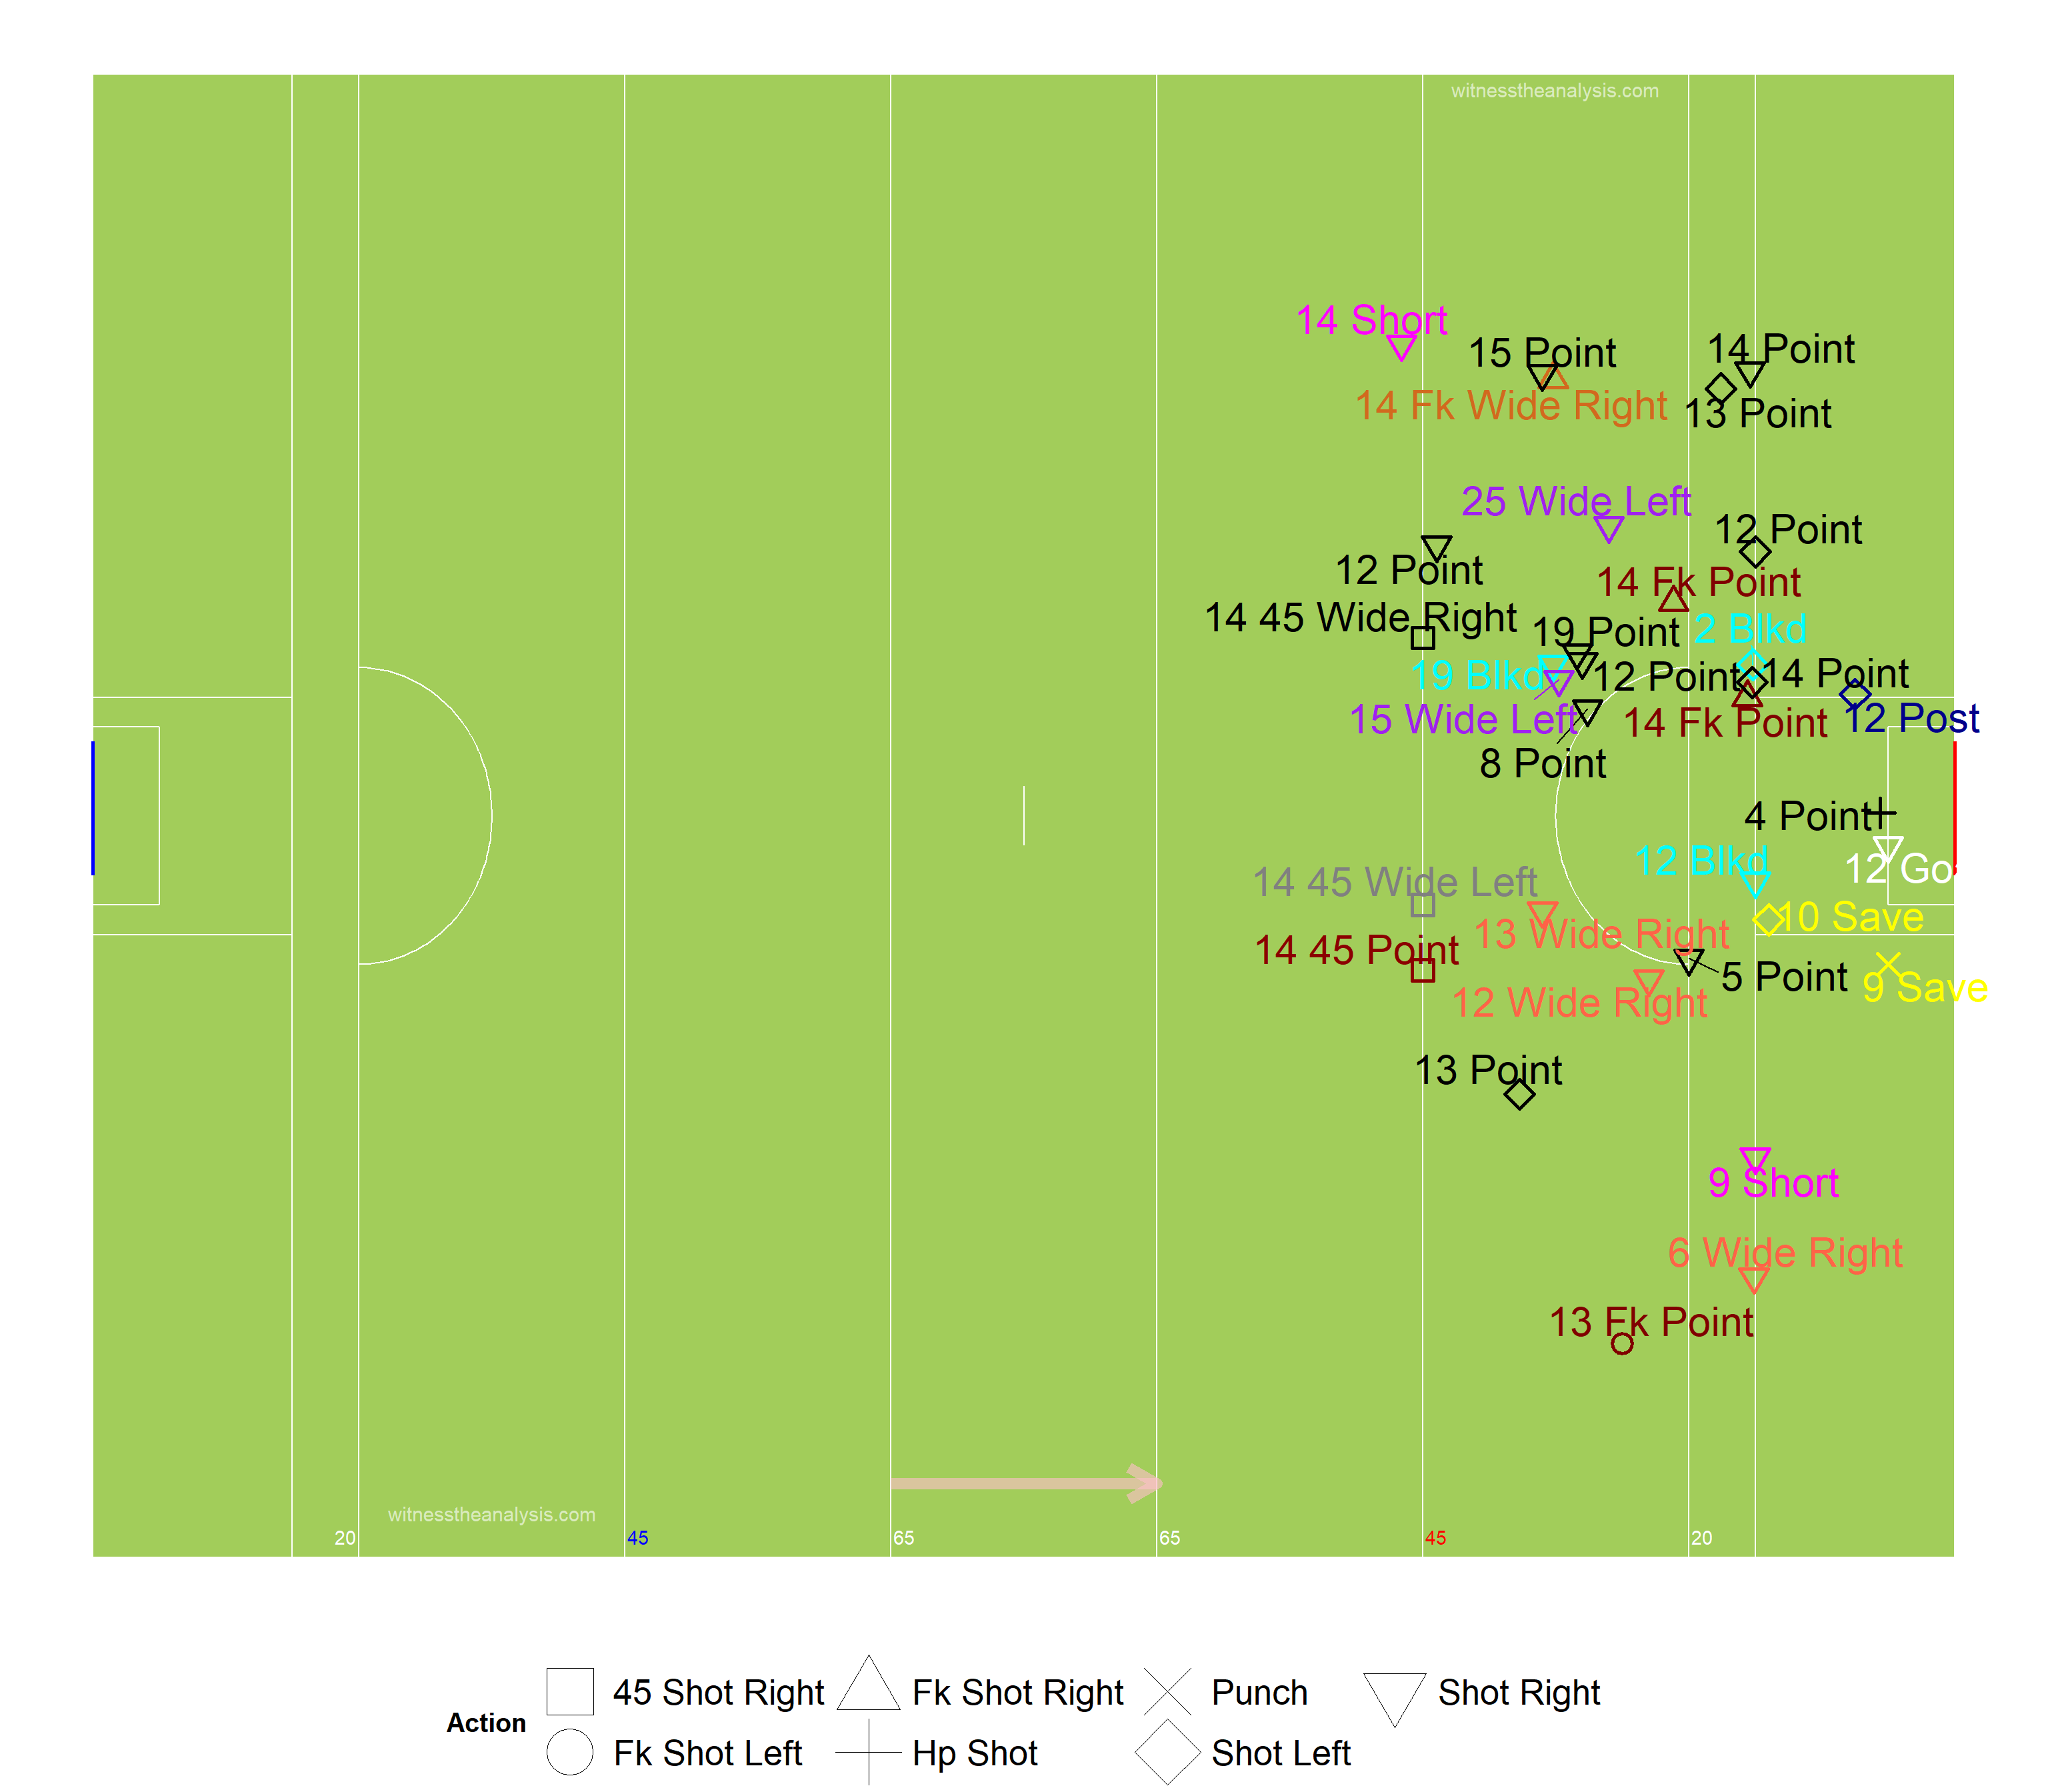 witnesstheanalysis.com
14 Short
15 Point
14 Point
14 Fk Wide Right
13 Point
25 Wide Left
12 Point
12 Point
14 Fk Point
14 45 Wide Right
19 Point
2 Blkd
19 Blkd
12 Point
14 Point
15 Wide Left
14 Fk Point
12 Post
8 Point
4 Point
12 Blkd
12 Go
14 45 Wide Left
10 Save
13 Wide Right
14 45 Point
5 Point
9 Save
12 Wide Right
13 Point
9 Short
6 Wide Right
13 Fk Point
witnesstheanalysis.com
20 45 65 65 45 20
Action
45 Shot Right Fk Shot Right Punch Shot Right
Fk Shot Left Hp Shot Shot Left